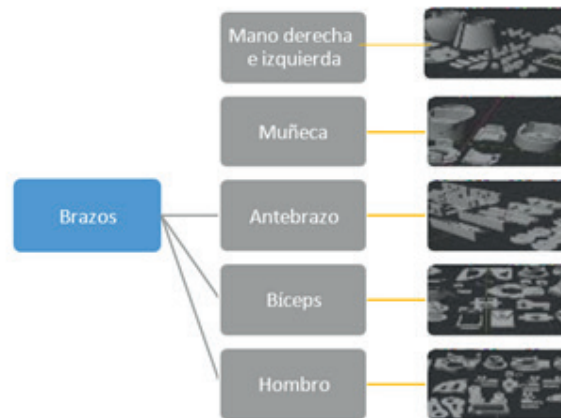 Mano derecha
e izquierda
Muñeca
Brazos
Antebrazo
Bíceps
Hombro